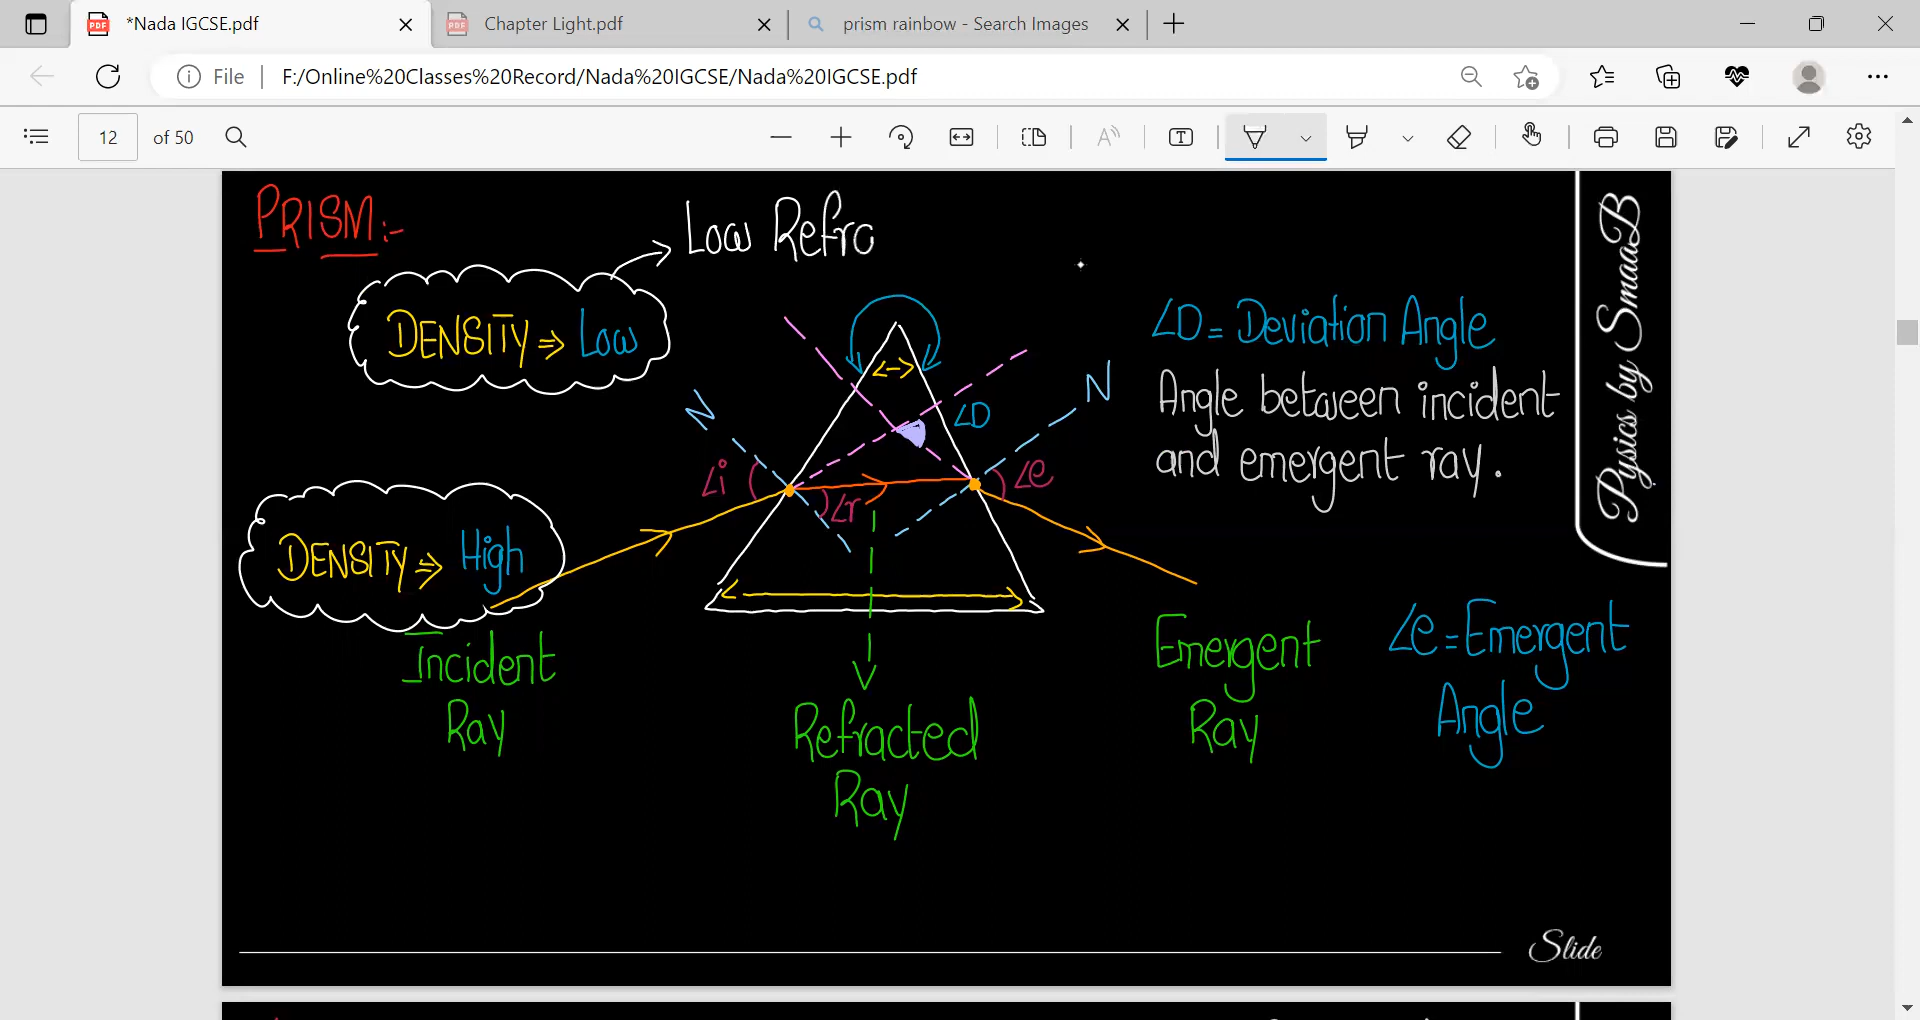 *Nada IGCSE.pdf
Chapter Light.pdf
prism rainbow - Search Images
File
F:/Online%20Classes%20Record/Nada%20IGCSE/Nada%20IGCSE.pdf
12 of 50
PRISM:-
Low Refra
DENSITY ⇒ Low
∠D = Deviation Angle
Angle between incident
and emergent ray.
N
N
∠D
∠i
∠r
∠e
DENSITY ⇒ High
Incident
Ray
Refracted
Ray
Emergent
Ray
∠e = Emergent
Angle
Pysics by SmaaB
Slide